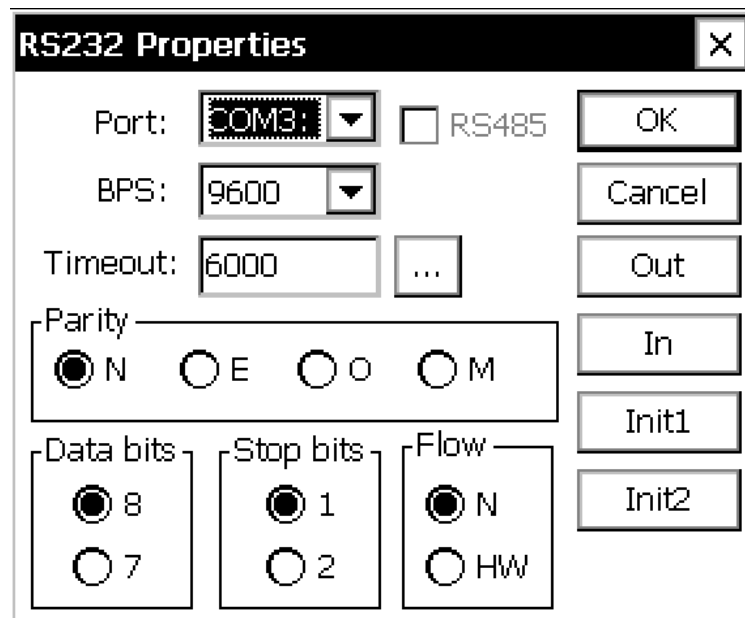 RS232 Properties
Port: COM3: RS485 OK
BPS: 9600 Cancel
Timeout: 6000 ... Out
Parity
N E O M
In
Init1
Data bits Stop bits Flow
8 1 N
Init2
7 2 HW